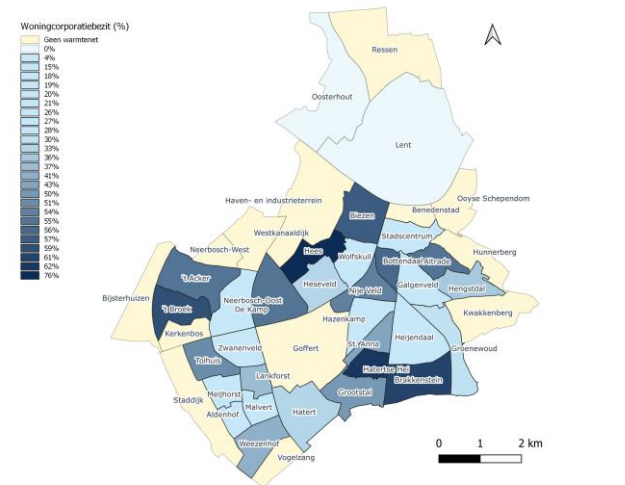 Woningcorporatiebezit (%)
Geen warmtenet
0%
4%
15%
18%
19%
20%
21%
26%
27%
28%
30%
33%
36%
37%
41%
43%
50%
51%
54%
55%
56%
57%
59%
61%
62%
76%
Ressen
Oosterhout
Lent
Ooyse Schependom
Haven- en industrieterrein
Biezen
Benedenstad
Westkanaaldijk
Stadscentrum
Neerbosch-West
Hees
Wolfskuil
Hunnerberg
Bottendaal
Altrade
't Acker
Heseveld
Nije Veld
Galgenveld
Hengstdal
Bijsterhuizen
Neerbosch-Oost
't Broek
De Kamp
Hazenkamp
Kwakkenberg
Kerkenbos
Heijendaal
Zwanenveld
Goffert
St. Anna
Groenewoud
Tolhuis
Hatertse Hei
Lankforst
Brakkenstein
Staddijk
Meijhorst
Grootstal
Malvert
Aldenhof
Hatert
Weezenhof
Vogelzang
0 1 2 km